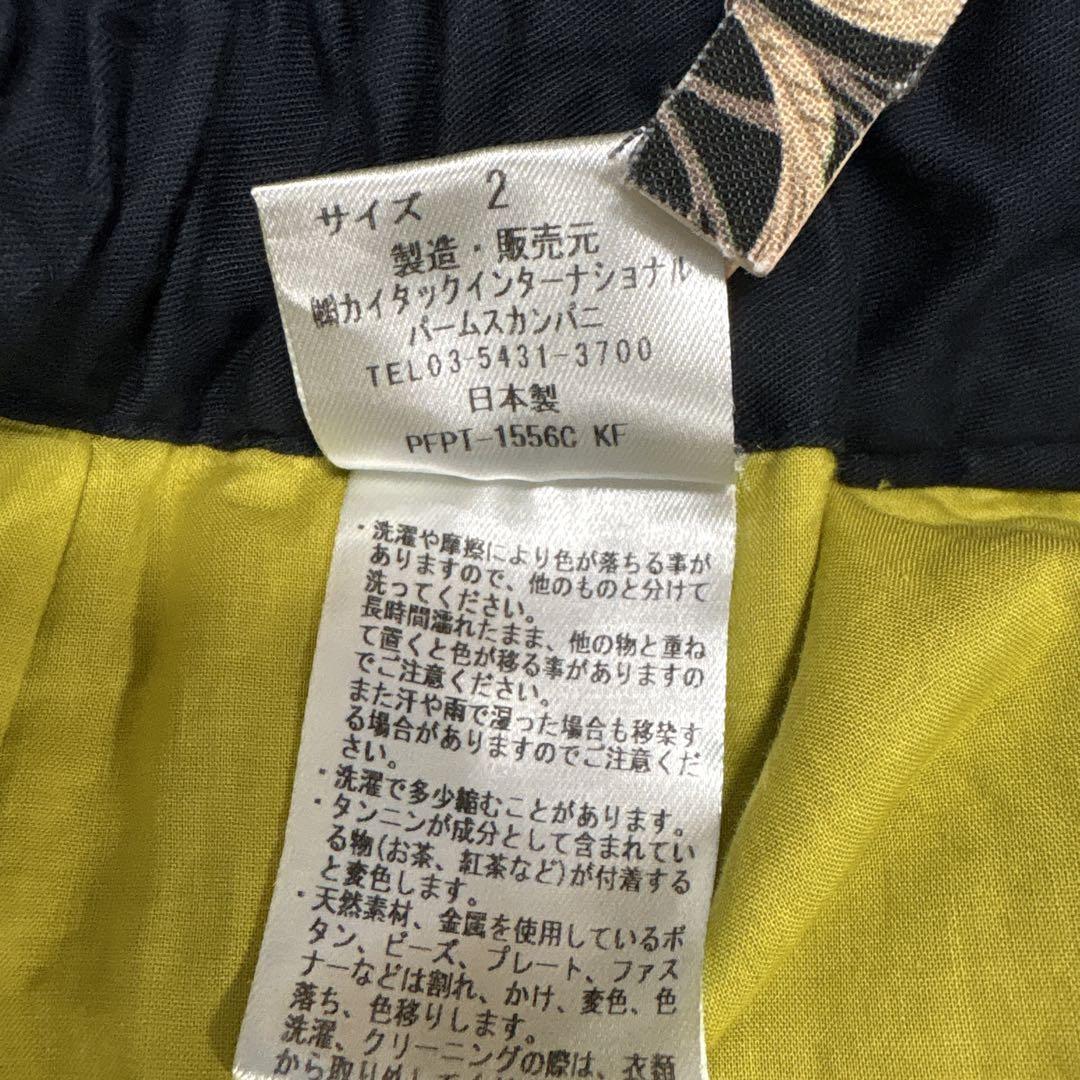 サイズ 2
製造・販売元
㈱カイタックインターナショナル
パームスカンパニ
TEL03-5431-3700
日本製
PFPT-1556C KF
・洗濯や摩擦により色が落ちる事が
ありますので、他のものと分けて
洗ってください。
長時間濡れたまま、他の物と重ね
て置くと色が移る事がありますの
でご注意ください。
また汗や雨で湿った場合も移染す
る場合がありますのでご注意くだ
さい。
・洗濯で多少縮むことがあります。
・タンニンが成分として含まれてい
る物(お茶、紅茶など)が付着する
と変色します。
・天然素材、金属を使用しているボ
タン、ビーズ、プレート、ファス
ナーなどは割れ、かけ、変色、色
落ち、色移りします。
洗濯、クリーニングの際は、衣類
から取り外して